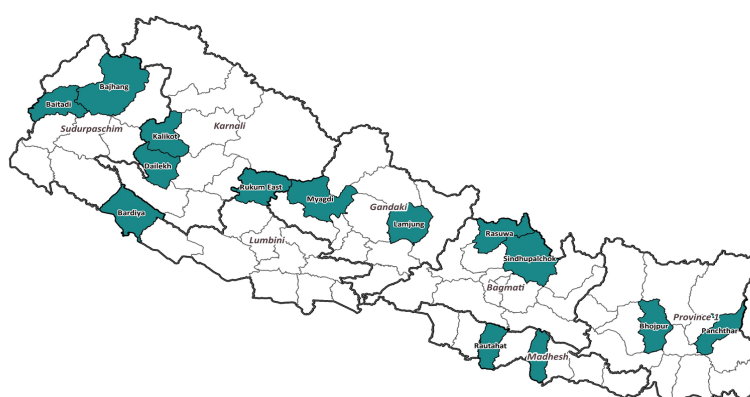 Bajhang
Baitadi
Sudurpaschim
Karnali
Kalikot
Dailekh
Rukum East
Myagdi
Bardiya
Gandaki
Lamjung
Lumbini
Rasuwa
Sindhupalchok
Bagmati
Province 1
Bhojpur
Panchthar
Rautahat
Madhesh